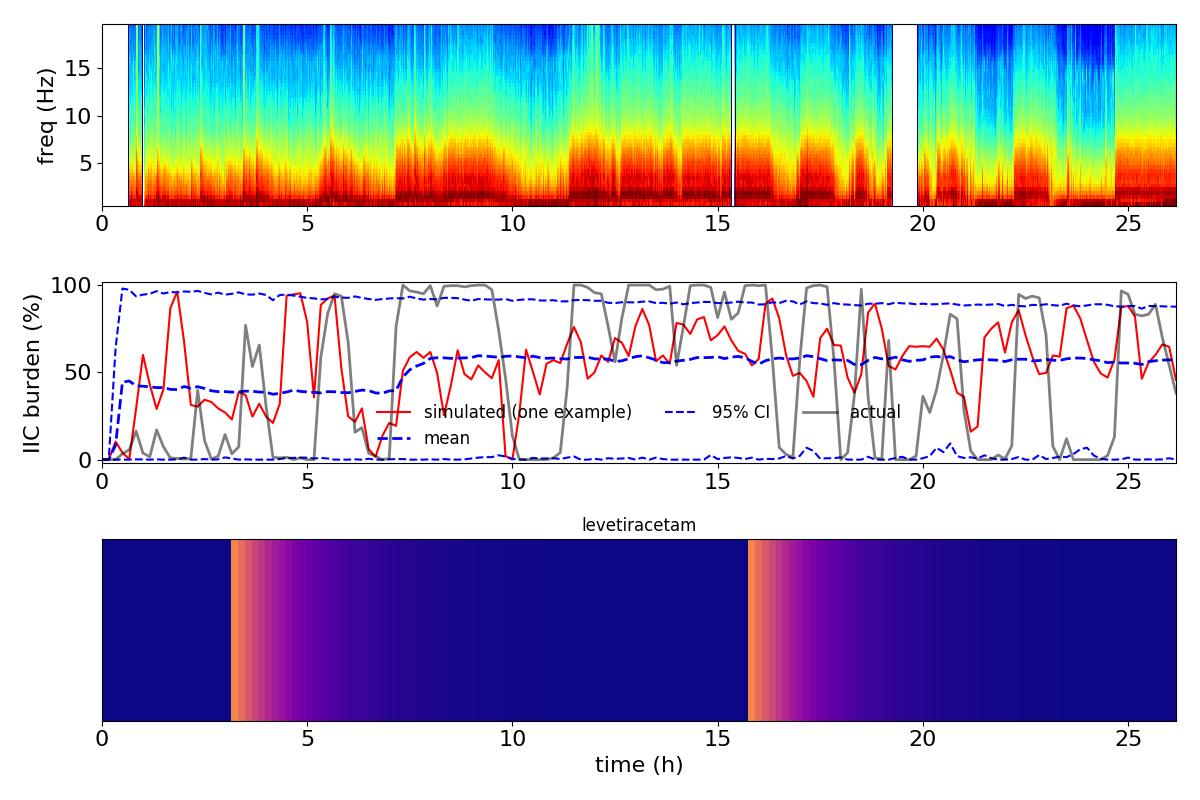 freq (Hz)
15
10
5
0 5 10 15 20 25
IIC burden (%)
100
50
0
simulated (one example) 95% CI actual
mean
0 5 10 15 20 25
levetiracetam
0 5 10 15 20 25
time (h)